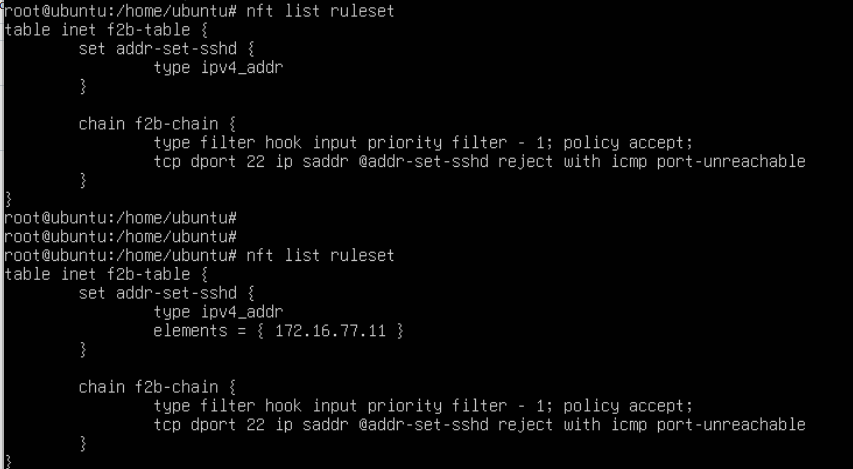 root@ubuntu:/home/ubuntu# nft list ruleset
table inet f2b-table {
        set addr-set-sshd {
                type ipv4_addr
        }

        chain f2b-chain {
                type filter hook input priority filter - 1; policy accept;
                tcp dport 22 ip saddr @addr-set-sshd reject with icmp port-unreachable
        }
}
root@ubuntu:/home/ubuntu#
root@ubuntu:/home/ubuntu#
root@ubuntu:/home/ubuntu# nft list ruleset
table inet f2b-table {
        set addr-set-sshd {
                type ipv4_addr
                elements = { 172.16.77.11 }
        }

        chain f2b-chain {
                type filter hook input priority filter - 1; policy accept;
                tcp dport 22 ip saddr @addr-set-sshd reject with icmp port-unreachable
        }
}